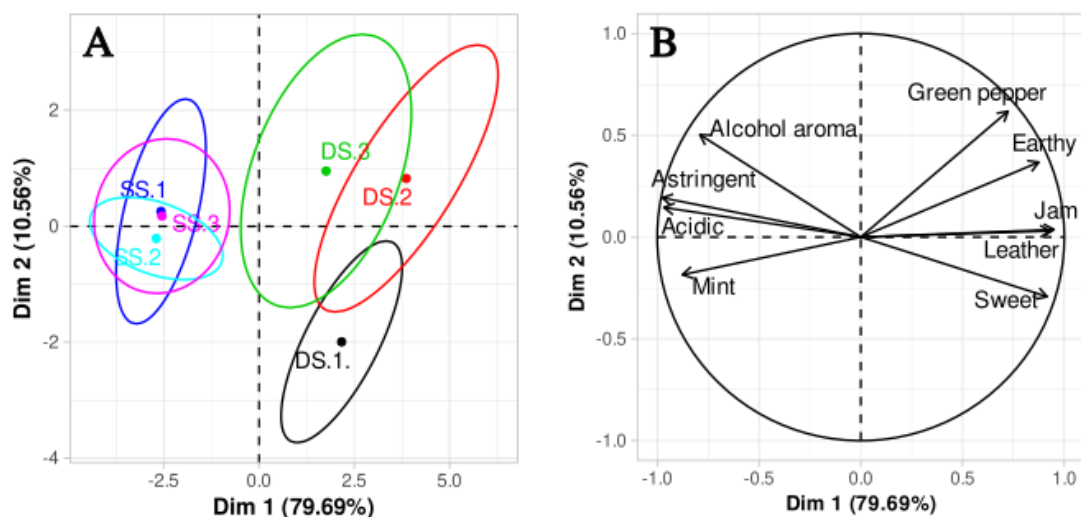 A
2
0
-2
-4
SS.1
SS.3
SS.2
DS.3
DS.2
DS.1.
-2.5
0.0
2.5
5.0
Dim 1 (79.69%)
Dim 2 (10.56%)
B
1.0
0.5
0.0
-0.5
-1.0
Green pepper
Alcohol aroma
Earthy
Astringent
Jam
Acidic
Leather
Mint
Sweet
-1.0
-0.5
0.0
0.5
1.0
Dim 1 (79.69%)
Dim 2 (10.56%)